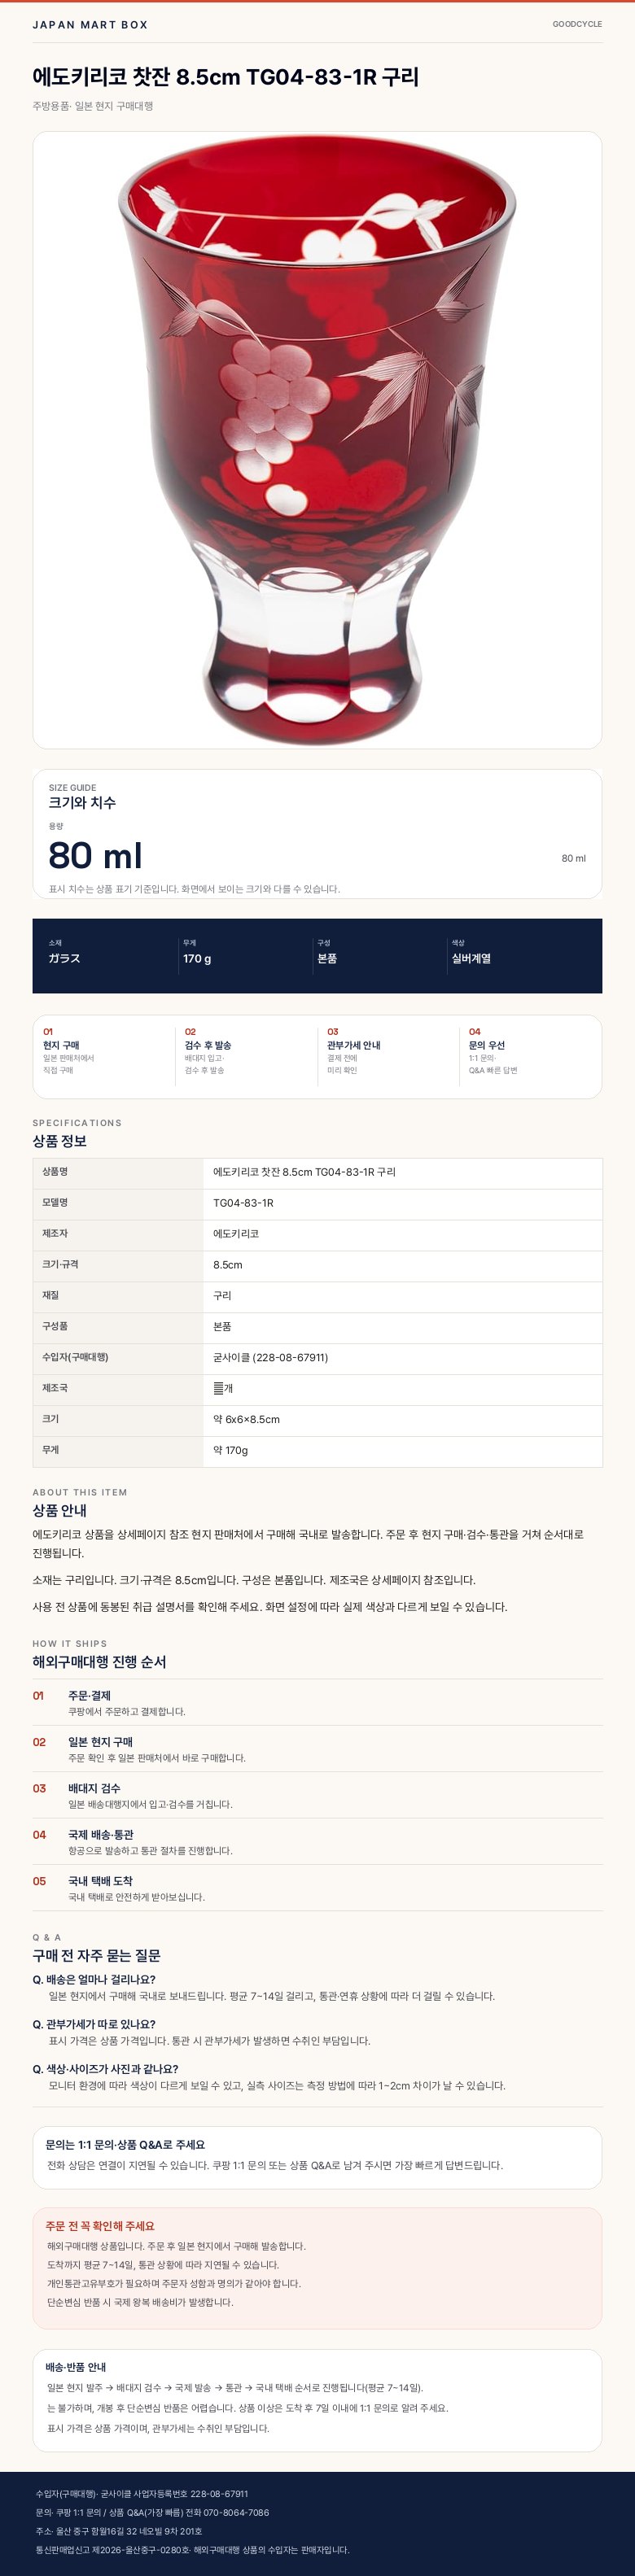 JAPAN MART BOX
GOODCYCLE
에도키리코 찻잔 8.5cm TG04-83-1R 구리
주방용품· 일본 현지 구매대행
SIZE GUIDE
크기와 치수
용량
80 ml
80 ml
표시 치수는 상품 표기 기준입니다. 화면에서 보이는 크기와 다를 수 있습니다.
소재
무게
구성
색상
ガラス
170 g
본품
실버계열
01
현지 구매
일본 판매처에서
직접 구매
02
검수 후 발송
배대지 입고·
검수 후 발송
03
관부가세 안내
결제 전에
미리 확인
04
문의 우선
1:1 문의·
Q&A 빠른 답변
SPECIFICATIONS
상품 정보
상품명 에도키리코 찻잔 8.5cm TG04-83-1R 구리
모델명 TG04-83-1R
제조자 에도키리코
크기·규격 8.5cm
재질 구리
구성품 본품
수입자(구매대행) 굳사이클 (228-08-67911)
제조국 개
크기 약 6x6×8.5cm
무게 약 170g
ABOUT THIS ITEM
상품 안내
에도키리코 상품을 상세페이지 참조 현지 판매처에서 구매해 국내로 발송합니다. 주문 후 현지 구매·검수·통관을 거쳐 순서대로
진행됩니다.
소재는 구리입니다. 크기·규격은 8.5cm입니다. 구성은 본품입니다. 제조국은 상세페이지 참조입니다.
사용 전 상품에 동봉된 취급 설명서를 확인해 주세요. 화면 설정에 따라 실제 색상과 다르게 보일 수 있습니다.
HOW IT SHIPS
해외구매대행 진행 순서
01 주문·결제
쿠팡에서 주문하고 결제합니다.
02 일본 현지 구매
주문 확인 후 일본 판매처에서 바로 구매합니다.
03 배대지 검수
일본 배송대행지에서 입고·검수를 거칩니다.
04 국제 배송·통관
항공으로 발송하고 통관 절차를 진행합니다.
05 국내 택배 도착
국내 택배로 안전하게 받아보십니다.
Q & A
구매 전 자주 묻는 질문
Q. 배송은 얼마나 걸리나요?
일본 현지에서 구매해 국내로 보내드립니다. 평균 7~14일 걸리고, 통관·연휴 상황에 따라 더 걸릴 수 있습니다.
Q. 관부가세가 따로 있나요?
표시 가격은 상품 가격입니다. 통관 시 관부가세가 발생하면 수취인 부담입니다.
Q. 색상·사이즈가 사진과 같나요?
모니터 환경에 따라 색상이 다르게 보일 수 있고, 실측 사이즈는 측정 방법에 따라 1~2cm 차이가 날 수 있습니다.
문의는 1:1 문의·상품 Q&A로 주세요
전화 상담은 연결이 지연될 수 있습니다. 쿠팡 1:1 문의 또는 상품 Q&A로 남겨 주시면 가장 빠르게 답변드립니다.
주문 전 꼭 확인해 주세요
해외구매대행 상품입니다. 주문 후 일본 현지에서 구매해 발송합니다.
도착까지 평균 7~14일, 통관 상황에 따라 지연될 수 있습니다.
개인통관고유부호가 필요하며 주문자 성함과 명의가 같아야 합니다.
단순변심 반품 시 국제 왕복 배송비가 발생합니다.
배송·반품 안내
일본 현지 발주 → 배대지 검수 → 국제 발송 → 통관 → 국내 택배 순서로 진행됩니다(평균 7~14일).
는 불가하며, 개봉 후 단순변심 반품은 어렵습니다. 상품 이상은 도착 후 7일 이내에 1:1 문의로 알려 주세요.
표시 가격은 상품 가격이며, 관부가세는 수취인 부담입니다.
수입자(구매대행)· 굳사이클 사업자등록번호 228-08-67911
문의· 쿠팡 1:1 문의 / 상품 Q&A(가장 빠름) 전화 070-8064-7086
주소· 울산 중구 함월16길 32 네오빌 9차 201호
통신판매업신고 제2026-울산중구-0280호· 해외구매대행 상품의 수입자는 판매자입니다.